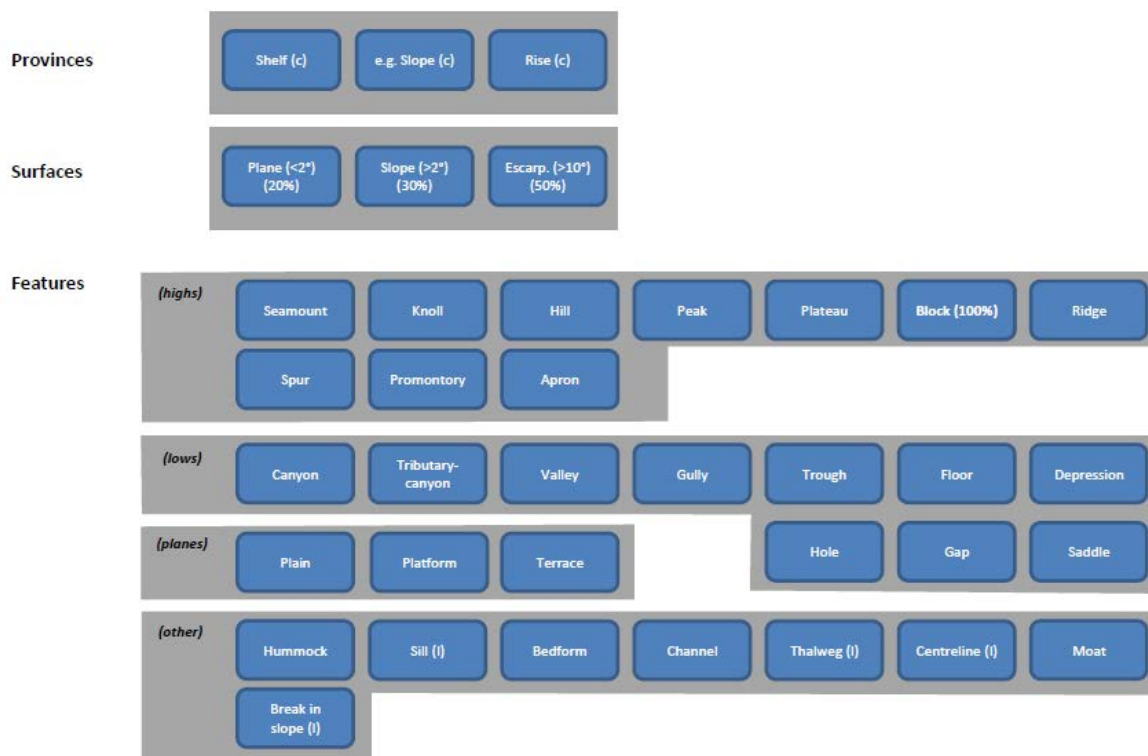 Provinces
Shelf (c)
e.g. Slope (c)
Rise (c)
Surfaces
Plane (<2°)
(20%)
Slope (>2°)
(30%)
Escarp. (>10°)
(50%)
Features
(highs)
Seamount
Knoll
Hill
Peak
Plateau
Block (100%)
Ridge
Spur
Promontory
Apron
(lows)
Canyon
Tributary-
canyon
Valley
Gully
Trough
Floor
Depression
Hole
Gap
Saddle
(planes)
Plain
Platform
Terrace
(other)
Hummock
Sill (l)
Bedform
Channel
Thalweg (l)
Centreline (l)
Moat
Break in
slope (l)